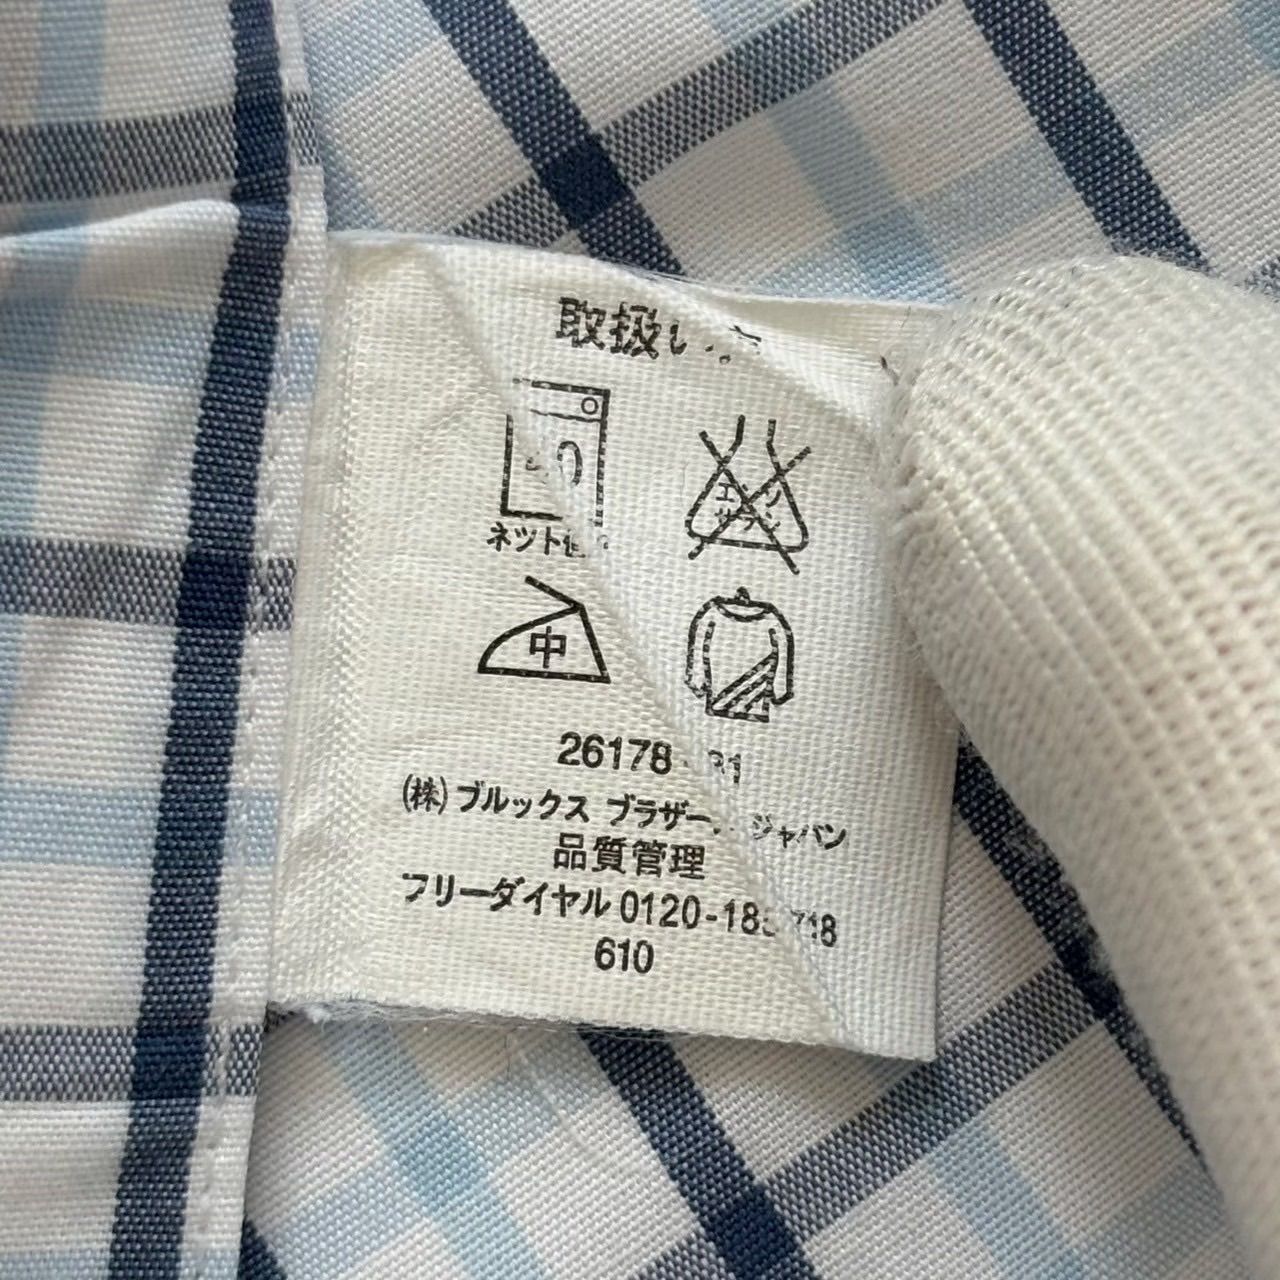 取扱い
ネット
中
26178
(株)ブルックス ブラザー ジャパン
品質管理
フリーダイヤル 0120-18
610